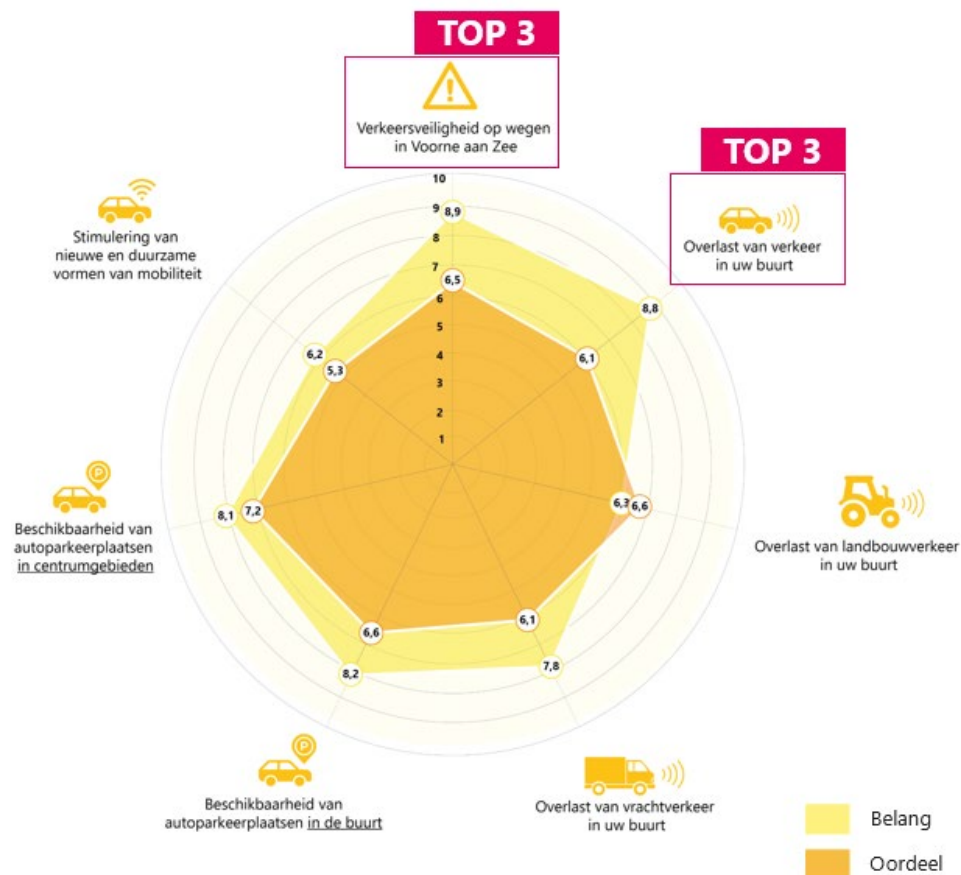 TOP 3
Verkeersveiligheid op wegen
in Voorne aan Zee
TOP 3
Overlast van verkeer
in uw buurt
Stimulering van
nieuwe en duurzame
vormen van mobiliteit
10
9
8,9
8
7
6,5
6
5
4
3
2
1
8,8
6,1
6,2
5,3
6,3
6,6
Overlast van landbouwverkeer
in uw buurt
P
8,1
7,2
Beschikbaarheid van
autoparkeerplaatsen
in centrumgebieden
6,6
8,2
6,1
7,8
P
Beschikbaarheid van
autoparkeerplaatsen in de buurt
Overlast van vrachtverkeer
in uw buurt
Belang
Oordeel